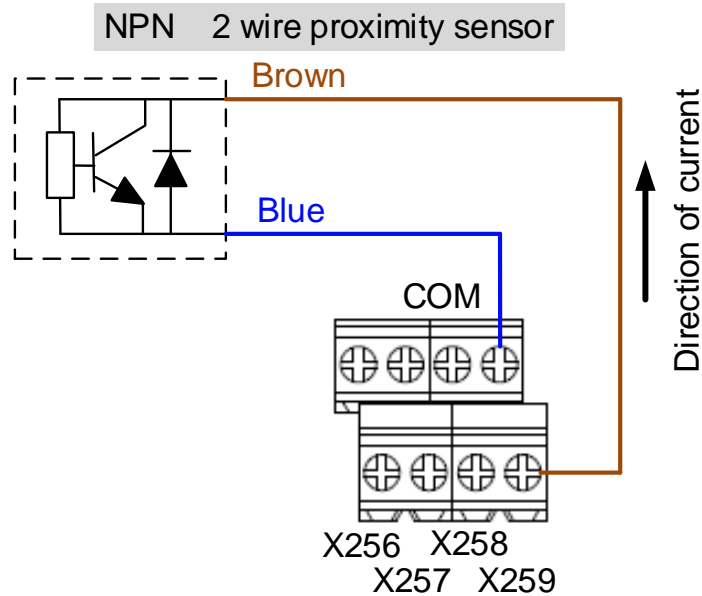 NPN 2 wire proximity sensor
Brown
Blue
Direction of current
COM
X256 X258
X257 X259